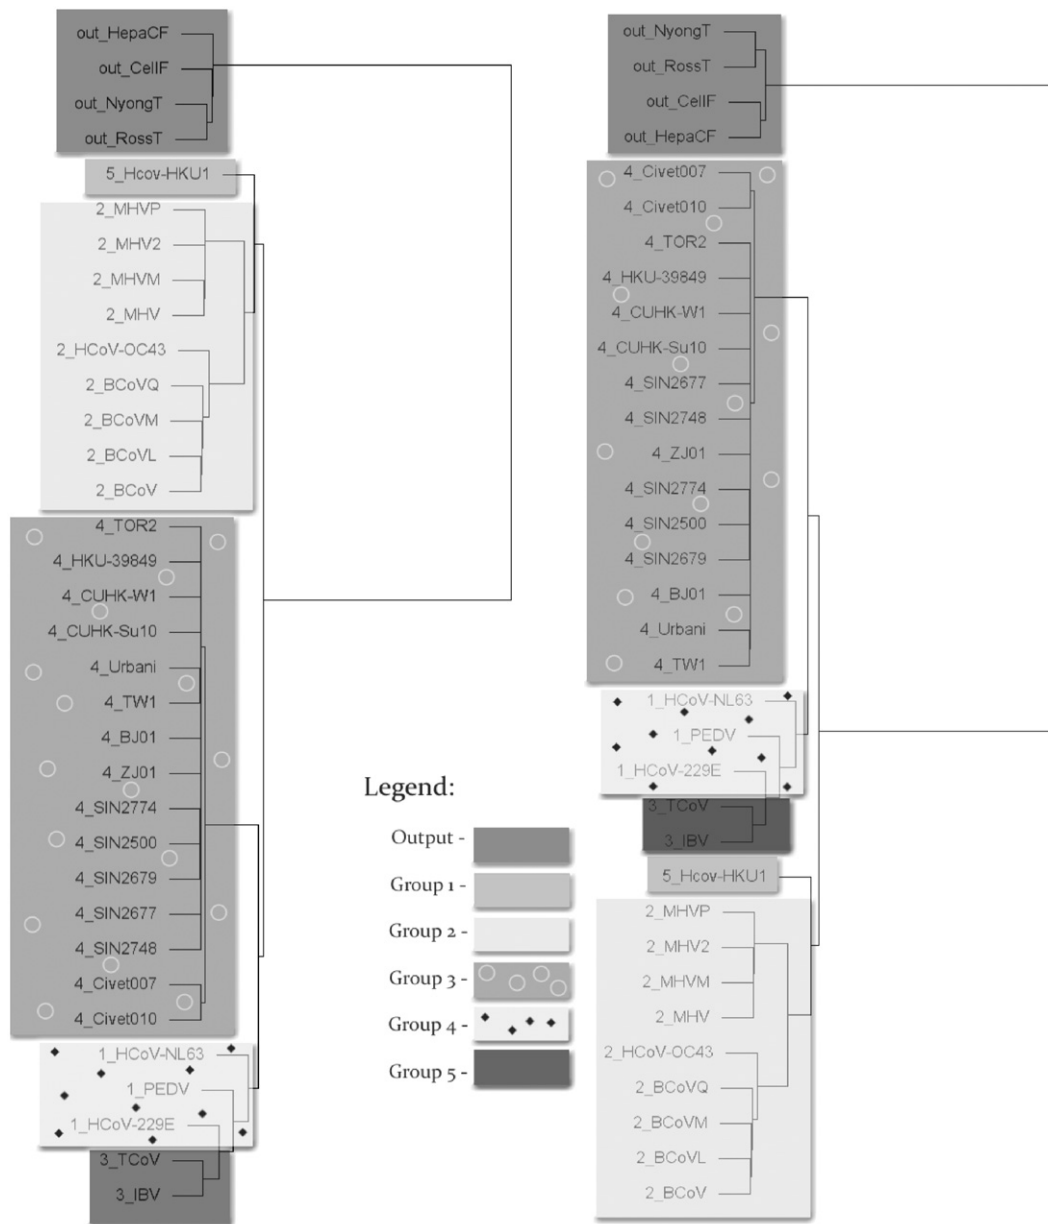 out_HepaCF
out_CellF
out_NyongT
out_RossT
5_Hcov-HKU1
2_MHVP
2_MHV2
2_MHVM
2_MHV
2_HCoV-OC43
2_BCoVQ
2_BCoVM
2_BCoVL
2_BCoV
4_TOR2
4_HKU-39849
4_CUHK-W1
4_CUHK-Su10
4_Urbani
4_TW1
4_BJ01
4_ZJ01
4_SIN2774
4_SIN2500
4_SIN2679
4_SIN2677
4_SIN2748
4_Civet007
4_Civet010
1_HCoV-NL63
1_PEDV
1_HCoV-229E
3_TCoV
3_IBV
Legend:
Output -
Group 1 -
Group 2 -
Group 3 -
Group 4 -
Group 5 -
out_NyongT
out_RossT
out_CellF
out_HepaCF
4_Civet007
4_Civet010
4_TOR2
4_HKU-39849
4_CUHK-W1
4_CUHK-Su10
4_SIN2677
4_SIN2748
4_ZJ01
4_SIN2774
4_SIN2500
4_SIN2679
4_BJ01
4_Urbani
4_TW1
1_HCoV-NL63
1_PEDV
1_HCoV-229E
3_TCoV
3_IBV
5_Hcov-HKU1
2_MHVP
2_MHV2
2_MHVM
2_MHV
2_HCoV-OC43
2_BCoVQ
2_BCoVM
2_BCoVL
2_BCoV